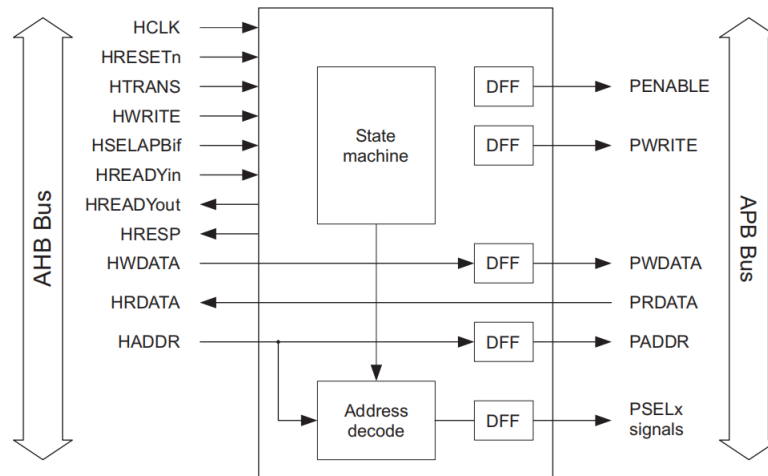 AHB Bus
HCLK
HRESETn
HTRANS
HWRITE
HSELAPBif
HREADYin
HREADYout
HRESP
HWDATA
HRDATA
HADDR
State
machine
Address
decode
DFF
DFF
DFF
DFF
DFF
PENABLE
PWRITE
PWDATA
PRDATA
PADDR
PSELx
signals
APB Bus